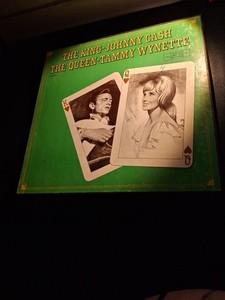 THE KING-JOHNNY CASH
THE QUEEN-TAMMY WYNETTE